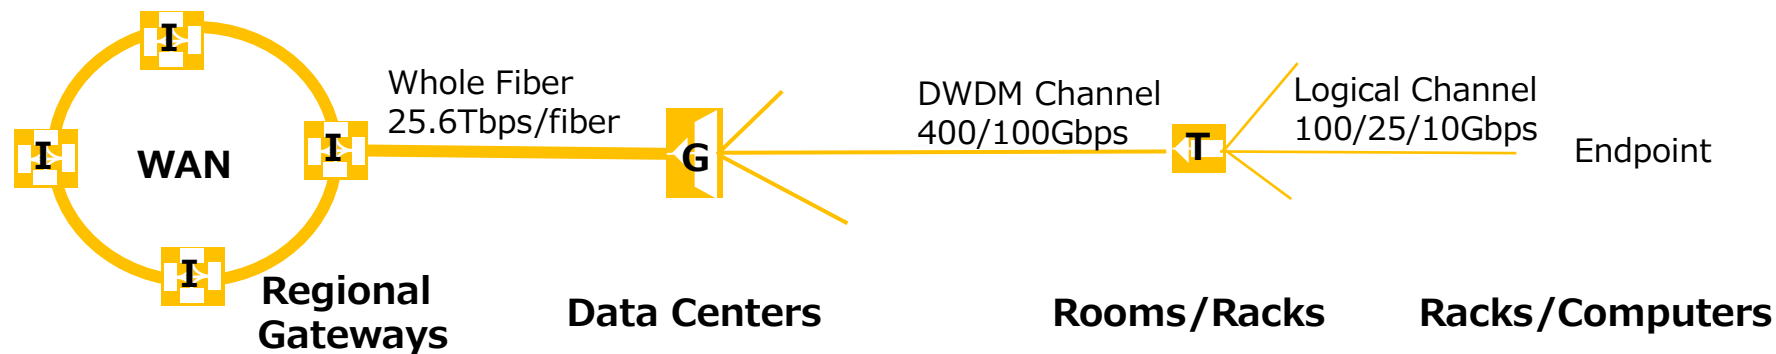 I
I
WAN
I
I
Whole Fiber
25.6Tbps/fiber
G
DWDM Channel
400/100Gbps
T
Logical Channel
100/25/10Gbps
Endpoint
Regional
Gateways
Data Centers
Rooms/Racks
Racks/Computers